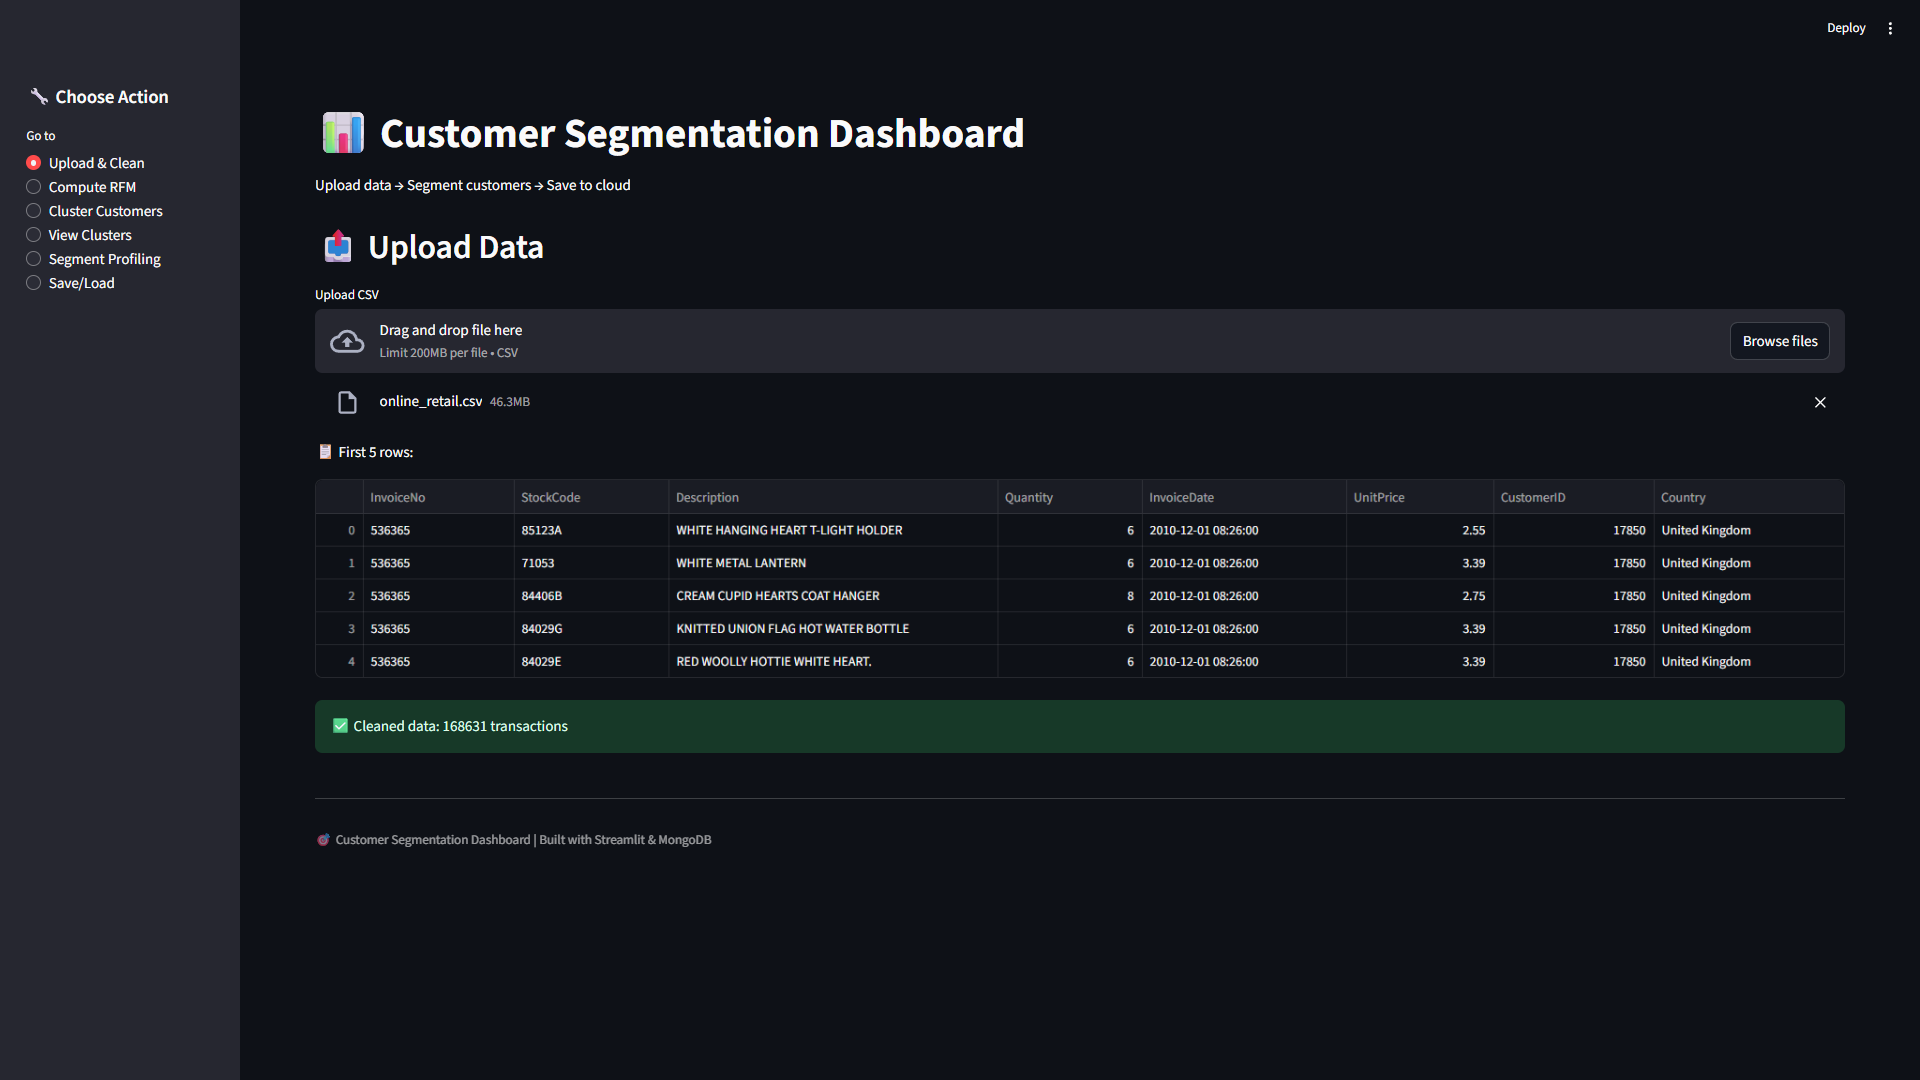 Deploy
Choose Action
Go to
Upload & Clean
Compute RFM
Cluster Customers
View Clusters
Segment Profiling
Save/Load
Customer Segmentation Dashboard
Upload data → Segment customers → Save to cloud
Upload Data
Upload CSV
Drag and drop file here
Limit 200MB per file • CSV
Browse files
online_retail.csv 46.3MB
First 5 rows:
InvoiceNo StockCode Description Quantity InvoiceDate UnitPrice CustomerID Country
0 536365 85123A WHITE HANGING HEART T-LIGHT HOLDER 6 2010-12-01 08:26:00 2.55 17850 United Kingdom
1 536365 71053 WHITE METAL LANTERN 6 2010-12-01 08:26:00 3.39 17850 United Kingdom
2 536365 84406B CREAM CUPID HEARTS COAT HANGER 8 2010-12-01 08:26:00 2.75 17850 United Kingdom
3 536365 84029G KNITTED UNION FLAG HOT WATER BOTTLE 6 2010-12-01 08:26:00 3.39 17850 United Kingdom
4 536365 84029E RED WOOLLY HOTTIE WHITE HEART. 6 2010-12-01 08:26:00 3.39 17850 United Kingdom
Cleaned data: 168631 transactions
Customer Segmentation Dashboard | Built with Streamlit & MongoDB